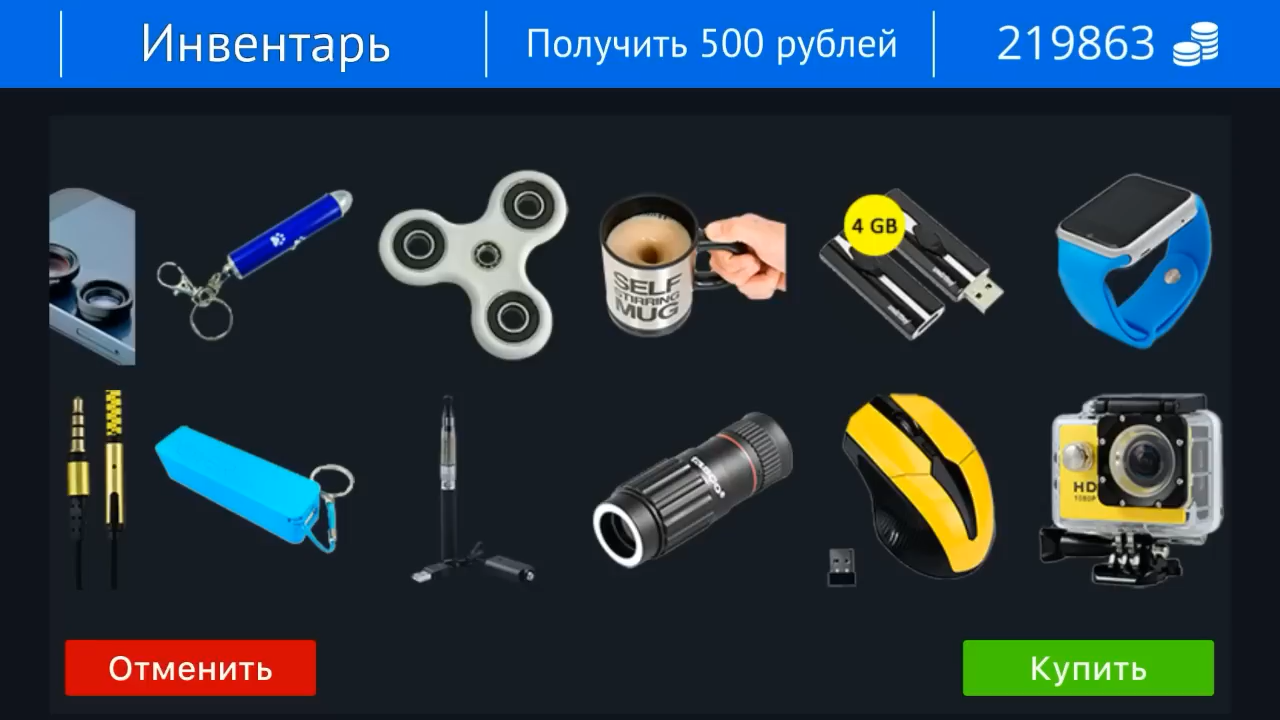 Инвентарь
Получить 500 рублей
219863
SELF
STIRRING
MUG
4 GB
HD
1080P
Отменить
Купить